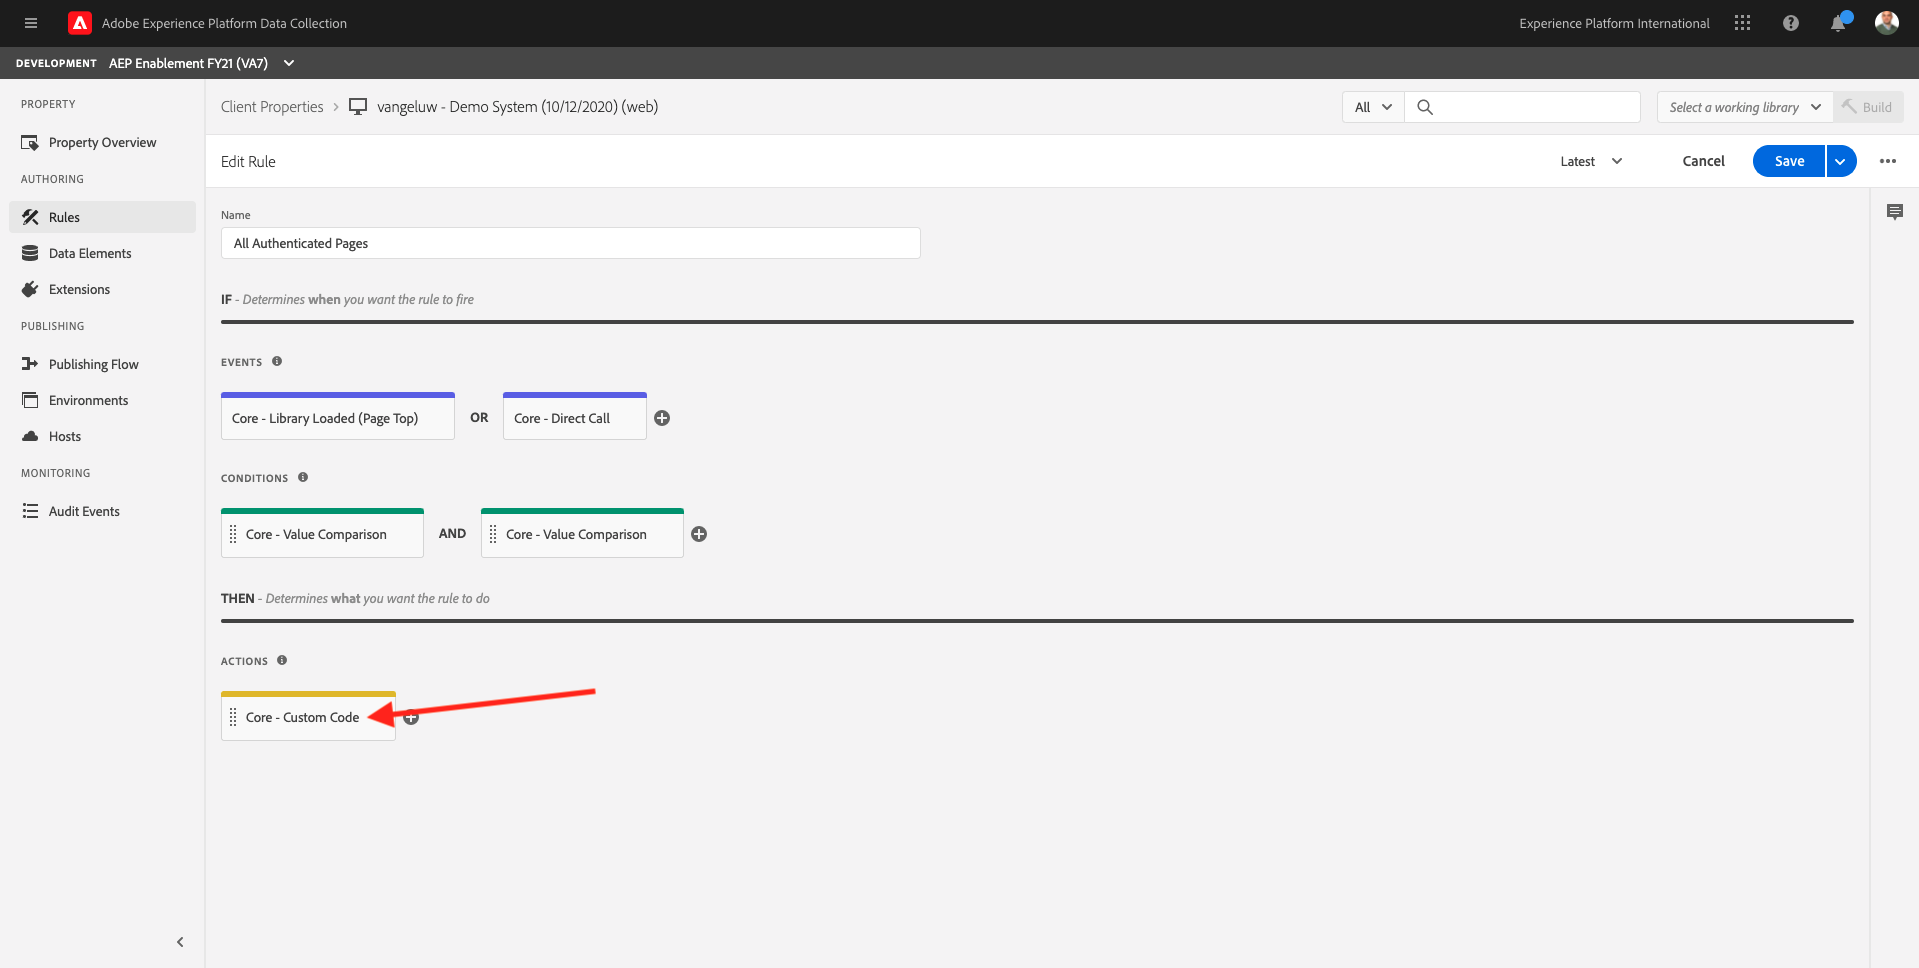 Adobe Experience Platform Data Collection
Experience Platform International
DEVELOPMENT AEP Enablement FY21 (VA7)
PROPERTY
Property Overview
AUTHORING
Rules
Data Elements
Extensions
PUBLISHING
Publishing Flow
Environments
Hosts
MONITORING
Audit Events
Client Properties > vangeluw - Demo System (10/12/2020) (web)
All
Select a working library
Build
Edit Rule
Latest
Cancel
Save
Name
All Authenticated Pages
IF - Determines when you want the rule to fire
EVENTS
Core - Library Loaded (Page Top) OR Core - Direct Call
CONDITIONS
Core - Value Comparison AND Core - Value Comparison
THEN - Determines what you want the rule to do
ACTIONS
Core - Custom Code